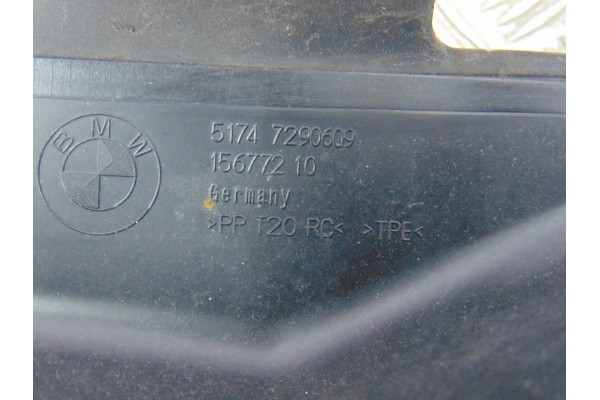 BMW
5174 7290609
156772 10
Germany
>PP T20 RC< >TPE<